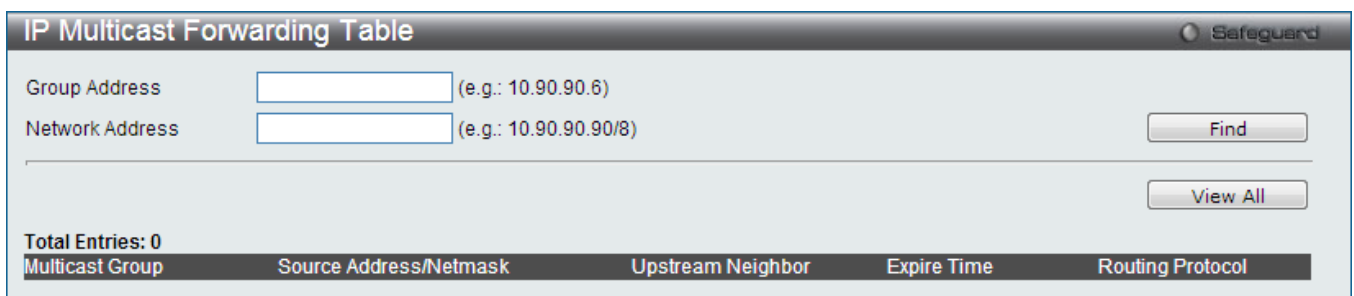 IP Multicast Forwarding Table Safeguard
Group Address (e.g.: 10.90.90.6)
Network Address (e.g.: 10.90.90.90/8) Find
View All
Total Entries: 0
Multicast Group Source Address/Netmask Upstream Neighbor Expire Time Routing Protocol